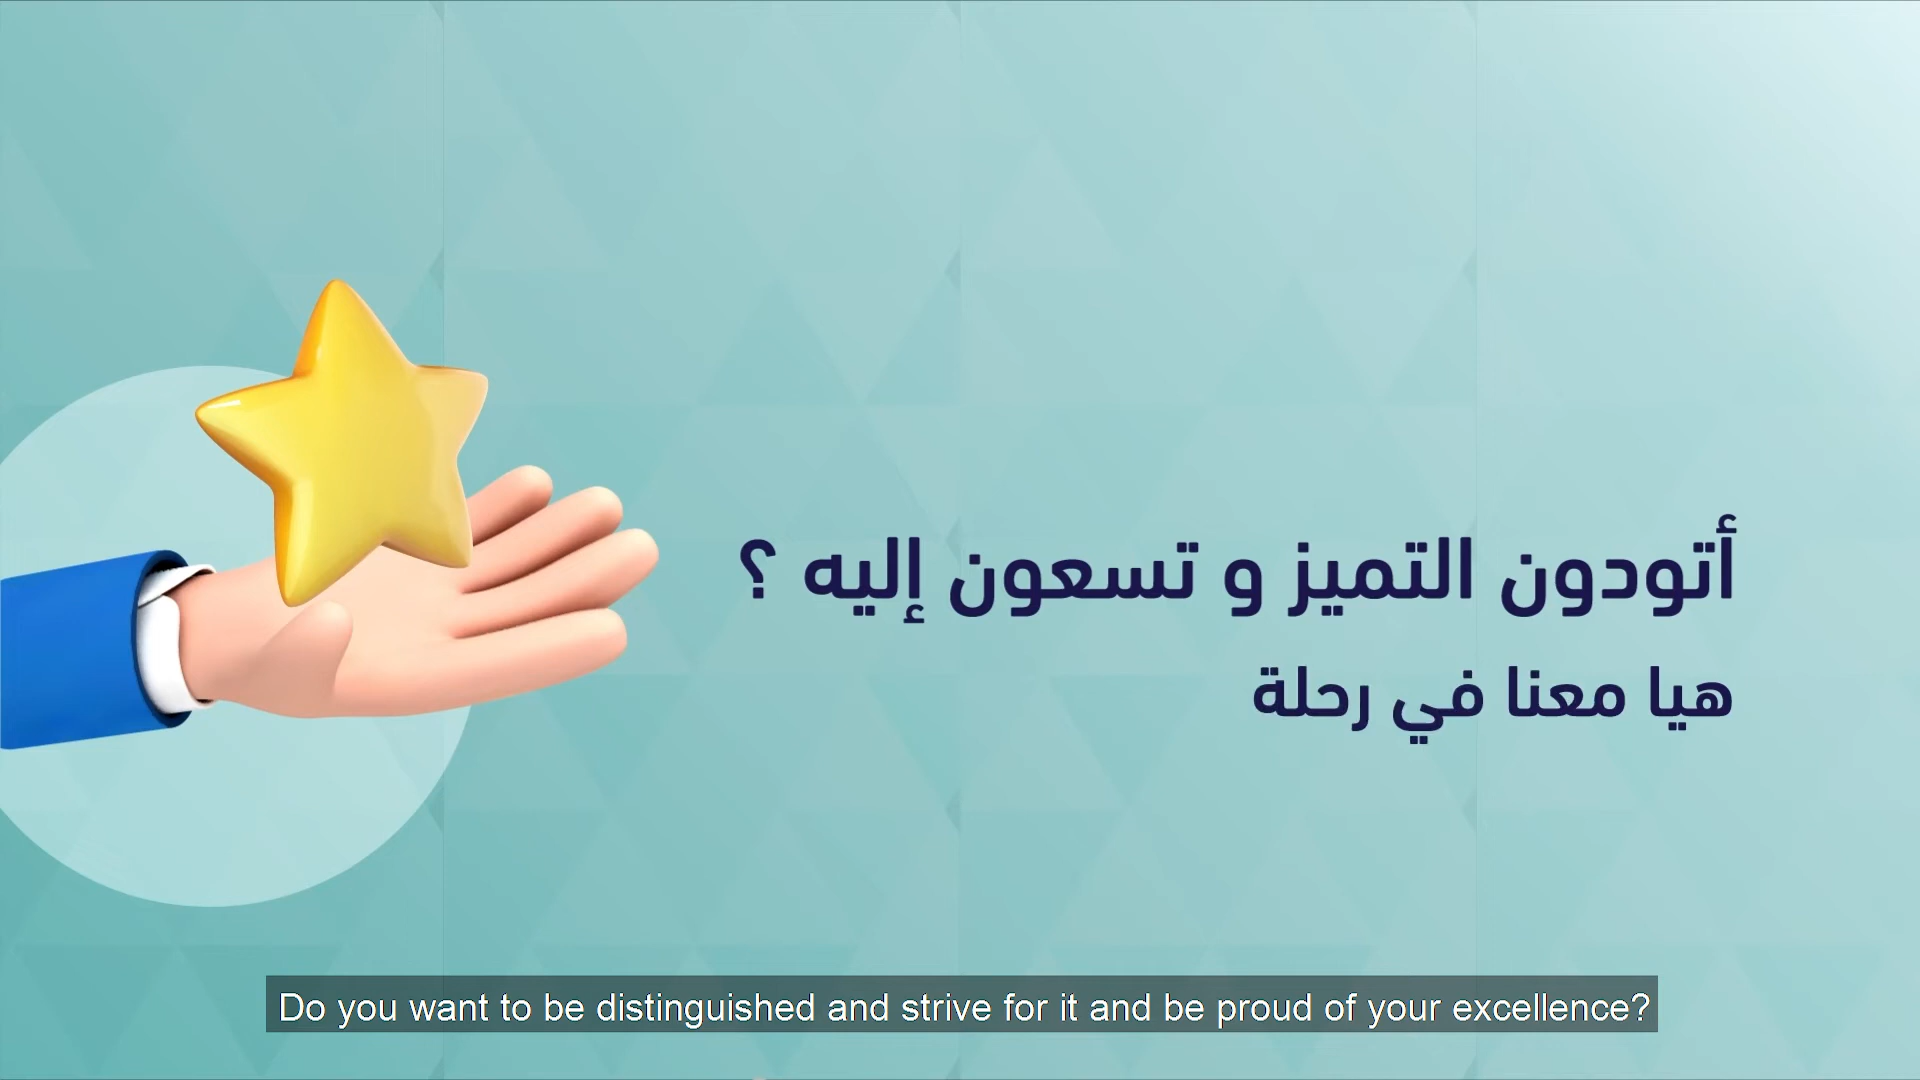 أتودون التميز و تسعون إليه ؟
هيا معنا في رحلة
Do you want to be distinguished and strive for it and be proud of your excellence?